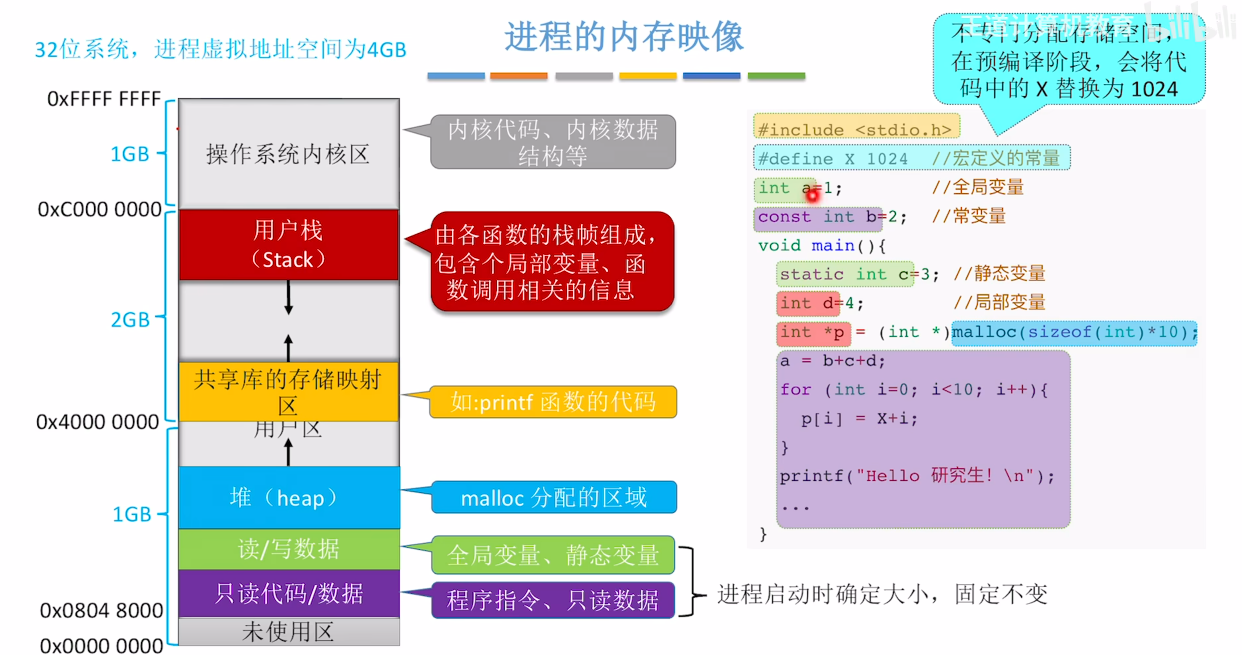 进程的内存映像
32位系统，进程虚拟地址空间为4GB
王道计算机教育 bilibili
不专门分配存储空间，
在预编译阶段，会将代
码中的 X 替换为 1024
0xFFFF FFFF
1GB
操作系统内核区
内核代码、内核数据
结构等
0xC000 0000
用户栈
（Stack）
由各函数的栈帧组成，
包含个局部变量、函
数调用相关的信息
2GB
共享库的存储映射
区
如:printf 函数的代码
0x4000 0000
用户区
堆（heap）
malloc 分配的区域
1GB
读/写数据
全局变量、静态变量
只读代码/数据
程序指令、只读数据
进程启动时确定大小，固定不变
0x0804 8000
未使用区
0x0000 0000
#include <stdio.h>
#define X 1024 //宏定义的常量
int a=1; //全局变量
const int b=2; //常变量
void main(){
static int c=3; //静态变量
int d=4; //局部变量
int *p = (int *)malloc(sizeof(int)*10);
a = b+c+d;
for (int i=0; i<10; i++){
p[i] = X+i;
}
printf("Hello 研究生！\n");
...
}